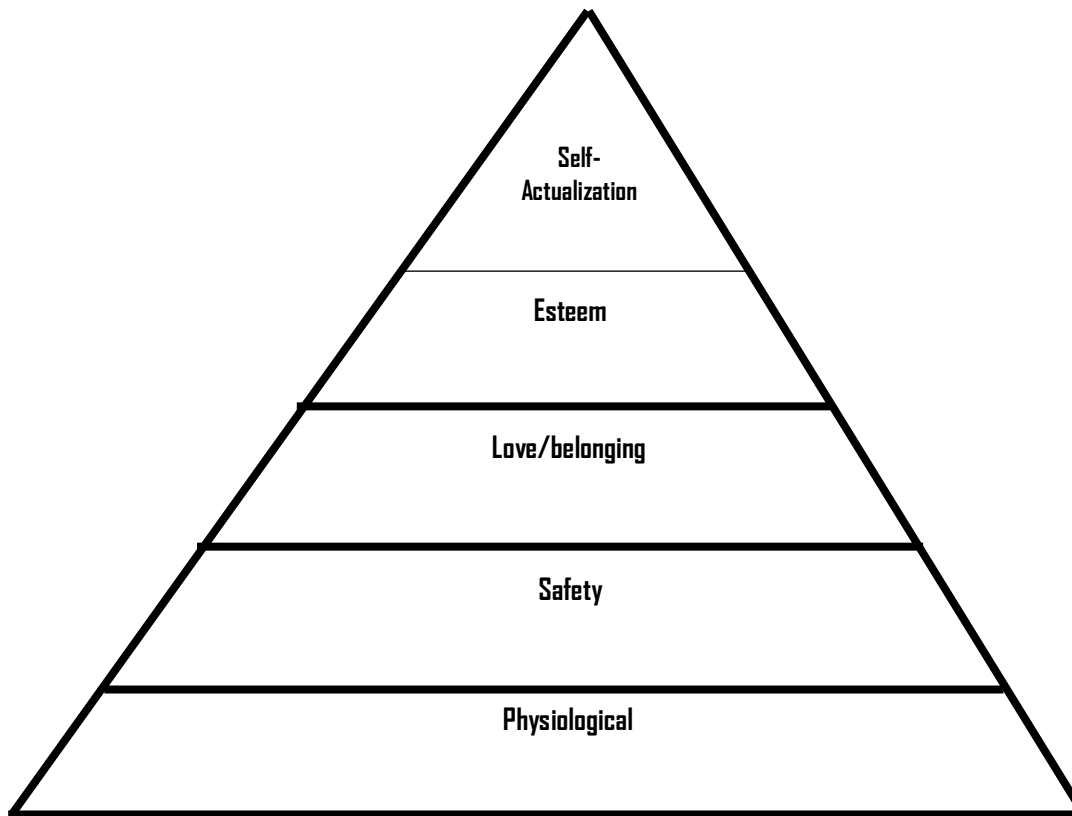 Self-
Actualization
Esteem
Love/belonging
Safety
Physiological